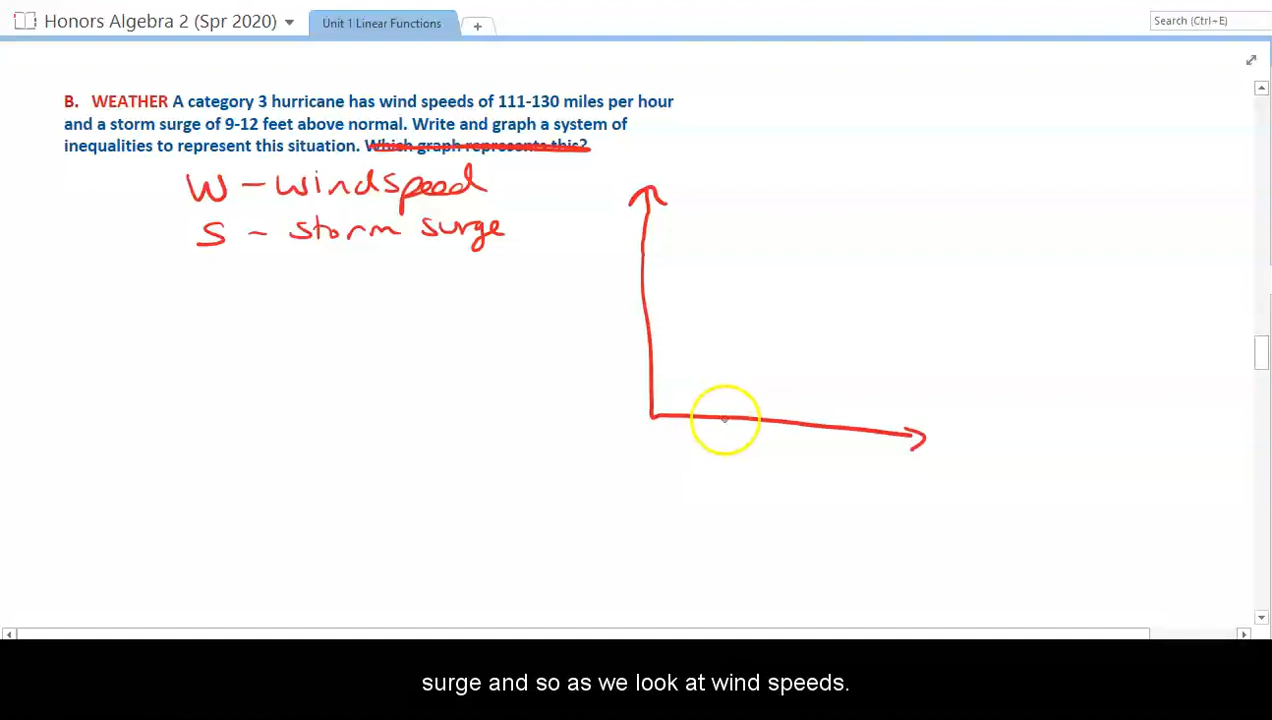 Honors Algebra 2 (Spr 2020)
Unit 1 Linear Functions
+
Search (Ctrl+E)
B. WEATHER A category 3 hurricane has wind speeds of 111-130 miles per hour
and a storm surge of 9-12 feet above normal. Write and graph a system of
inequalities to represent this situation. Which graph represents this?
W - windspeed
S - storm surge
surge and so as we look at wind speeds.